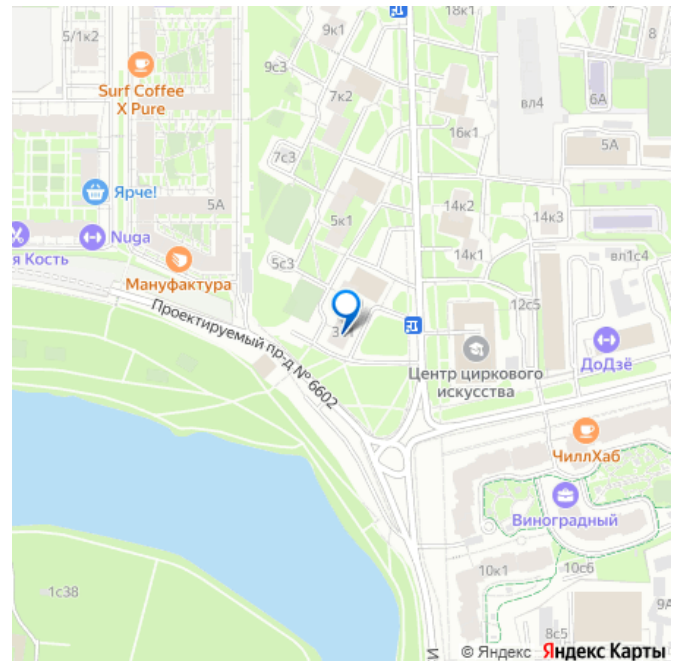 18к1
9к1
8
5/1к2
9с3
Surf Coffee
X Pure
7к2
6А
вл4
16к1
5А
7с3
Ярче!
5А
14к2
5к1
14к3
Nuga
14к1
вл1с4
я Кость
5с3
Мануфактура
12с5
Проектируемый пр-д № 6602
ДоДзё
Центр циркового
искусства
ЧиллХаб
Виноградный
10к1
10с6
1с38
9А
8с5
И
© Яндекс Яндекс Карты